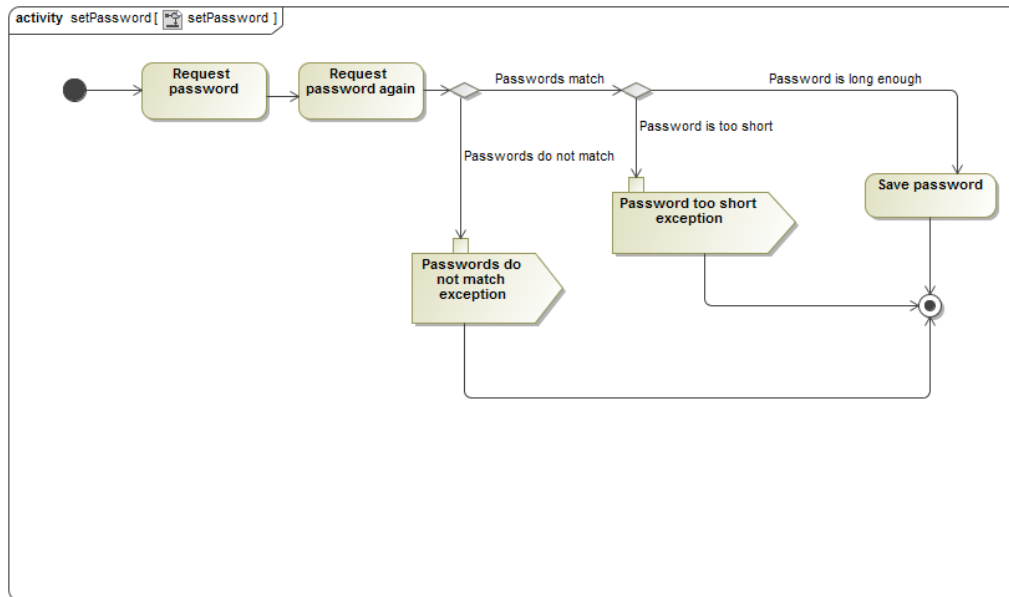 activity setPassword [ setPassword ]
Request
password
Request
password again
Passwords match
Password is long enough
Password is too short
Passwords do not match
Save password
Password too short
exception
Passwords do
not match
exception